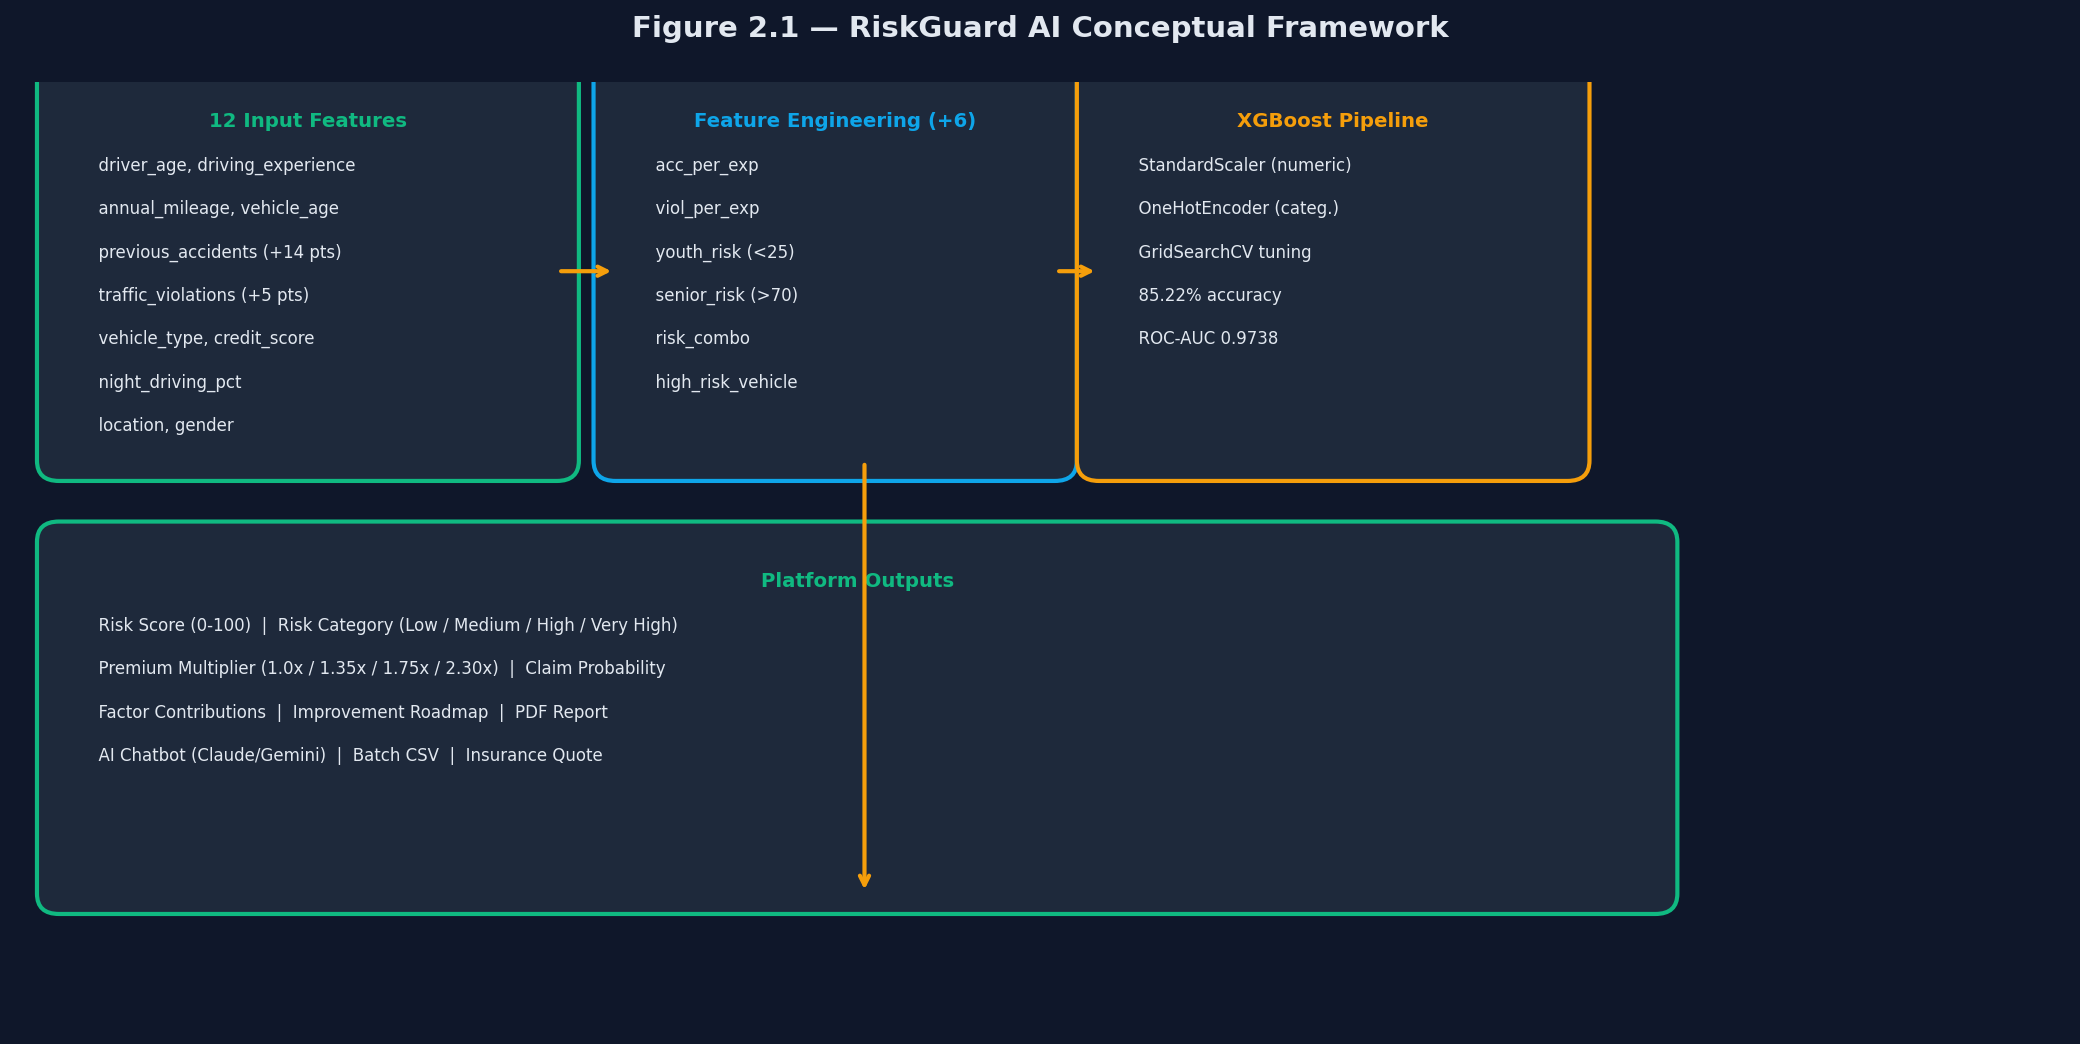 Figure 2.1 — RiskGuard AI Conceptual Framework
12 Input Features
driver_age, driving_experience
annual_mileage, vehicle_age
previous_accidents (+14 pts)
traffic_violations (+5 pts)
vehicle_type, credit_score
night_driving_pct
location, gender
Feature Engineering (+6)
acc_per_exp
viol_per_exp
youth_risk (<25)
senior_risk (>70)
risk_combo
high_risk_vehicle
XGBoost Pipeline
StandardScaler (numeric)
OneHotEncoder (categ.)
GridSearchCV tuning
85.22% accuracy
ROC-AUC 0.9738
Platform Outputs
Risk Score (0-100)  |  Risk Category (Low / Medium / High / Very High)
Premium Multiplier (1.0x / 1.35x / 1.75x / 2.30x)  |  Claim Probability
Factor Contributions  |  Improvement Roadmap  |  PDF Report
AI Chatbot (Claude/Gemini)  |  Batch CSV  |  Insurance Quote